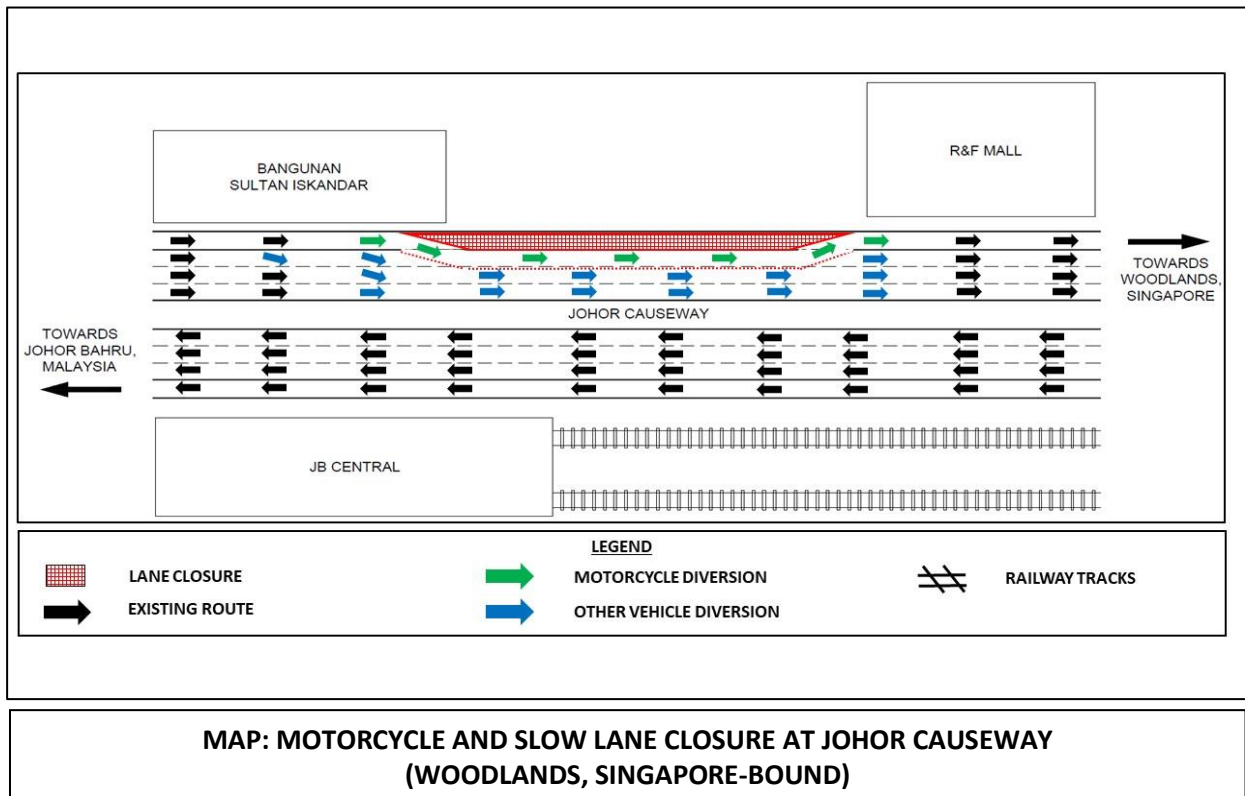 BANGUNAN
SULTAN ISKANDAR
R&F MALL
TOWARDS
WOODLANDS,
SINGAPORE
JOHOR CAUSEWAY
TOWARDS
JOHOR BAHRU,
MALAYSIA
JB CENTRAL
LEGEND
LANE CLOSURE
MOTORCYCLE DIVERSION
RAILWAY TRACKS
EXISTING ROUTE
OTHER VEHICLE DIVERSION
MAP: MOTORCYCLE AND SLOW LANE CLOSURE AT JOHOR CAUSEWAY
(WOODLANDS, SINGAPORE-BOUND)